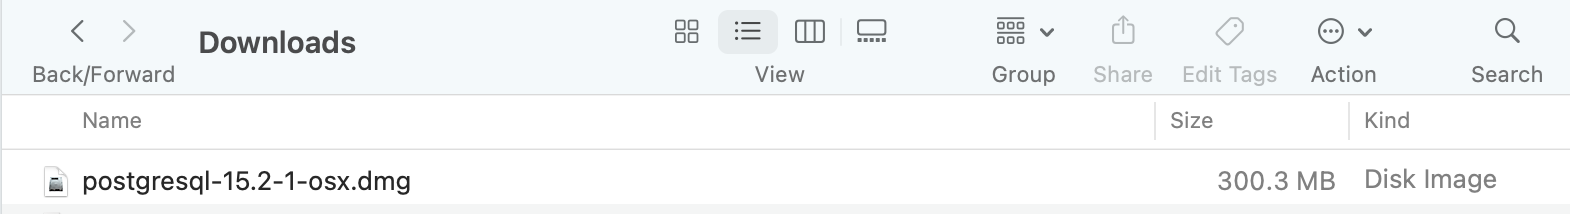 Downloads
Back/Forward View Group Share Edit Tags Action Search
Name Size Kind
postgresql-15.2-1-osx.dmg 300.3 MB Disk Image